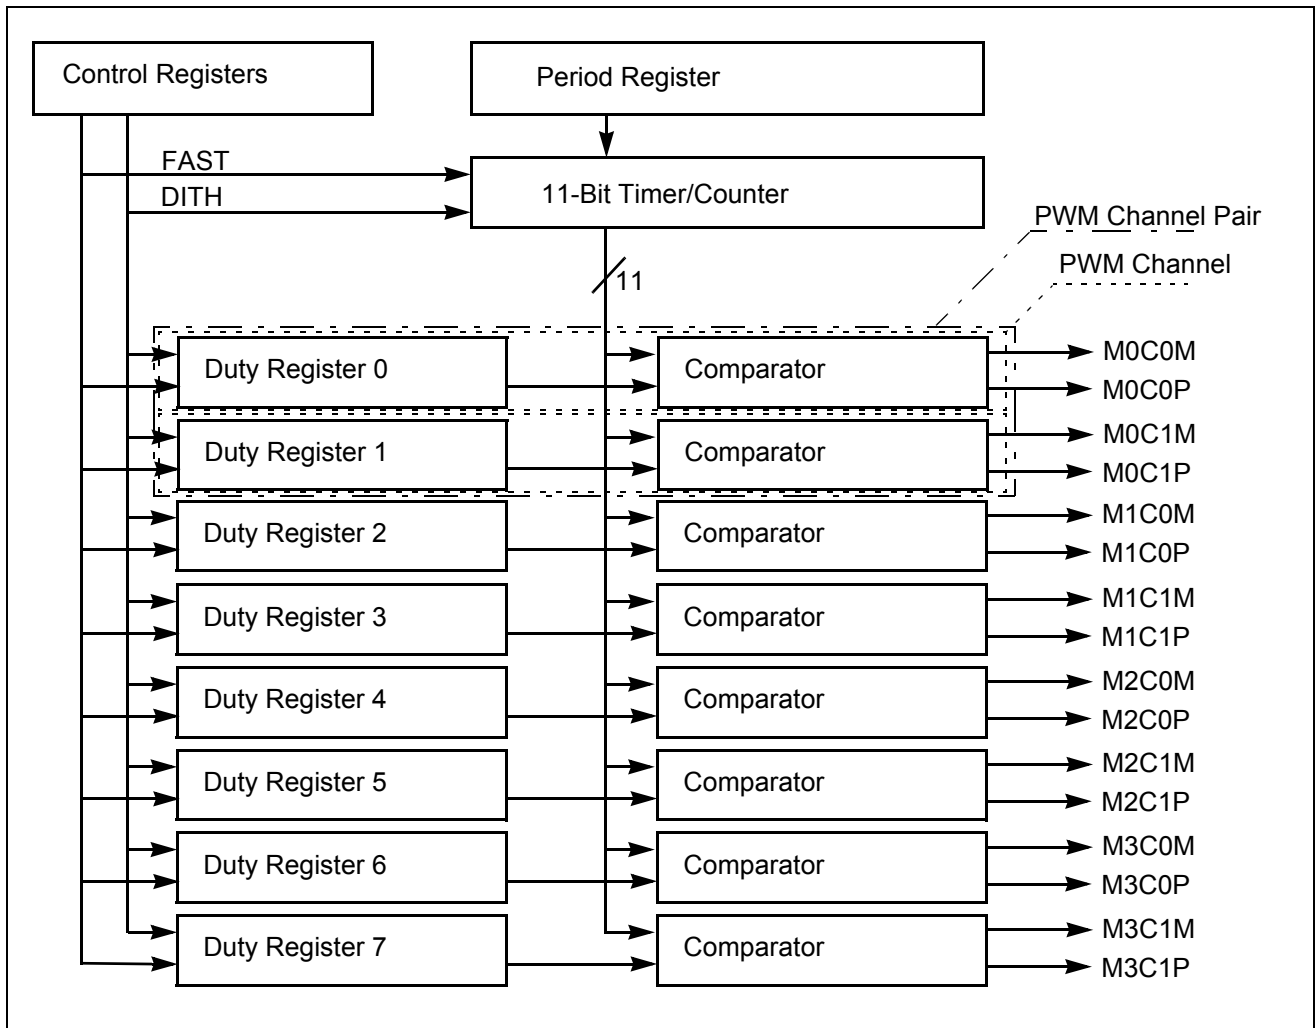 Control Registers
Period Register
FAST
DITH
11-Bit Timer/Counter
PWM Channel Pair
PWM Channel
11
Duty Register 0
Comparator
M0C0M
M0C0P
Duty Register 1
Comparator
M0C1M
M0C1P
Duty Register 2
Comparator
M1C0M
M1C0P
Duty Register 3
Comparator
M1C1M
M1C1P
Duty Register 4
Comparator
M2C0M
M2C0P
Duty Register 5
Comparator
M2C1M
M2C1P
Duty Register 6
Comparator
M3C0M
M3C0P
Duty Register 7
Comparator
M3C1M
M3C1P